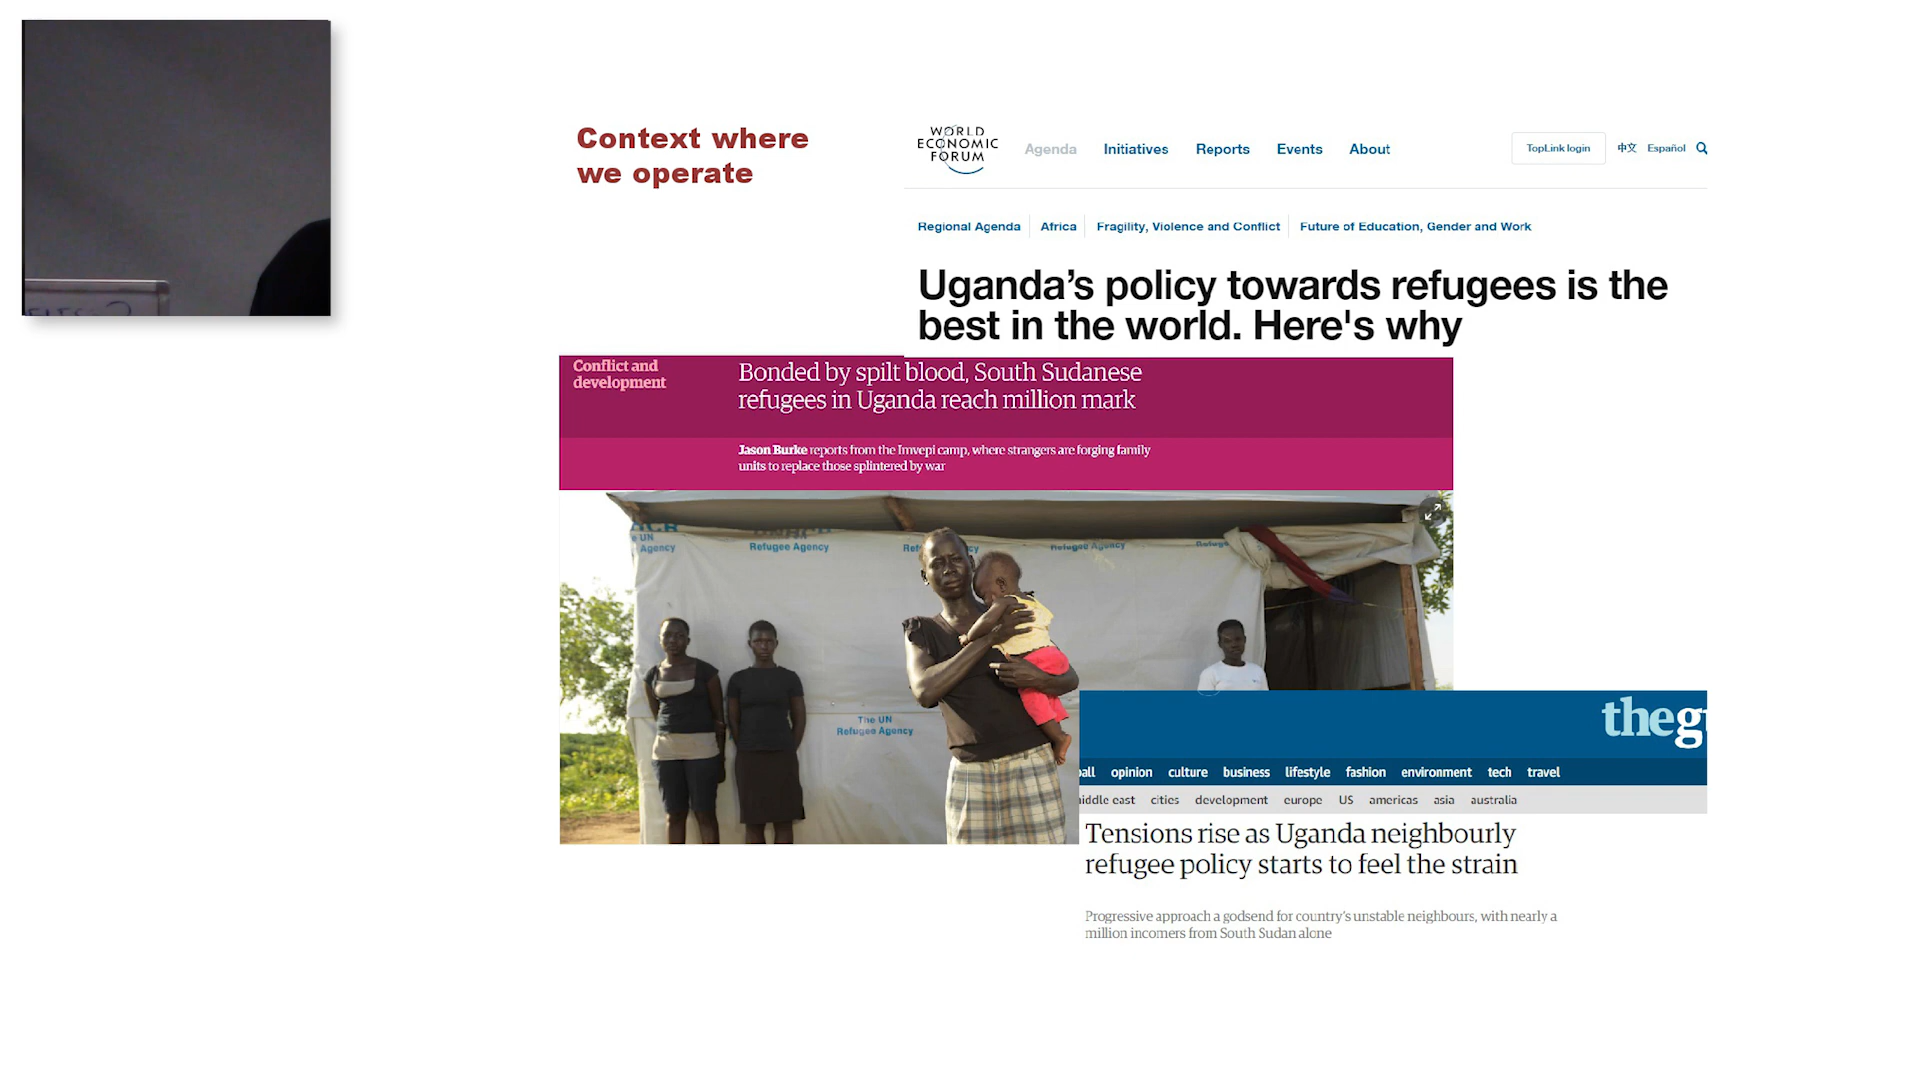 Context where
we operate
WORLD
ECONOMIC
FORUM
Agenda Initiatives Reports Events About
TopLink login 中文 Español
Regional Agenda Africa Fragility, Violence and Conflict Future of Education, Gender and Work
Uganda's policy towards refugees is the
best in the world. Here's why
Conflict and
development
Bonded by spilt blood, South Sudanese
refugees in Uganda reach million mark
Jason Burke reports from the Imvepi camp, where strangers are forging family
units to replace those splintered by war
Agency
Refugee Agency
Refugee Agency
The UN
Refugee Agency
opinion culture business lifestyle fashion environment tech travel
east cities development europe US americas asia australia
Tensions rise as Uganda neighbourly
refugee policy starts to feel the strain
Progressive approach a godsend for country's unstable neighbours, with nearly a
million incomers from South Sudan alone